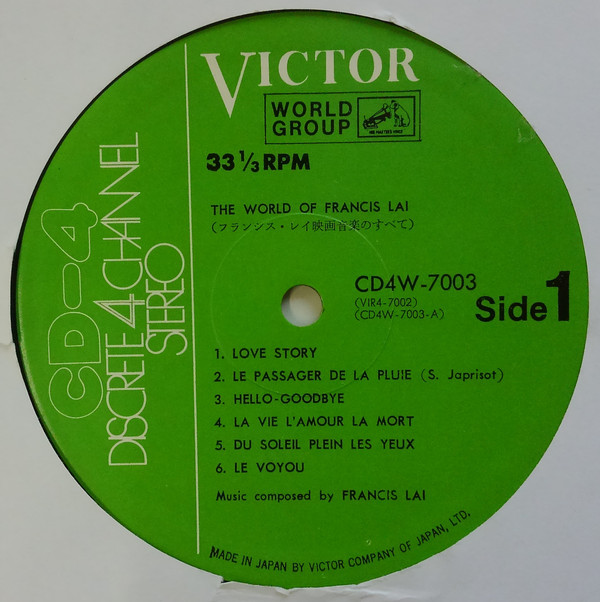 VICTOR
WORLD
GROUP
"HIS MASTER'S VOICE"
33 1/3 RPM
CD-4
DISCRETE 4 CHANNEL
STEREO
THE WORLD OF FRANCIS LAI
(フランシス・レイ映画音楽のすべて)
CD4W-7003
(VIR4-7002)
(CD4W-7003-A)
Side 1
1. LOVE STORY
2. LE PASSAGER DE LA PLUIE (S. Japrisot)
3. HELLO-GOODBYE
4. LA VIE L'AMOUR LA MORT
5. DU SOLEIL PLEIN LES YEUX
6. LE VOYOU
Music composed by FRANCIS LAI
MADE IN JAPAN BY VICTOR COMPANY OF JAPAN, LTD.